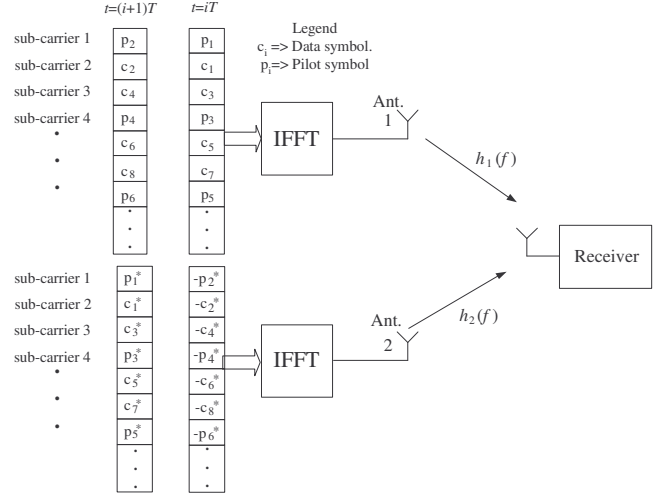 t=(i+1)T t=iT
sub-carrier 1 p2 p1
sub-carrier 2 c2 c1
sub-carrier 3 c4 c3
sub-carrier 4 p4 p3
c6 c5
c8 c7
p6 p5
Legend
ci => Data symbol.
pi=> Pilot symbol
IFFT
Ant.
1
h1(f)
Receiver
sub-carrier 1 p1* -p2*
sub-carrier 2 c1* -c2*
sub-carrier 3 c3* -c4*
sub-carrier 4 p3* -p4*
c5* -c6*
c7* -c8*
p5* -p6*
IFFT
Ant.
2
h2(f)